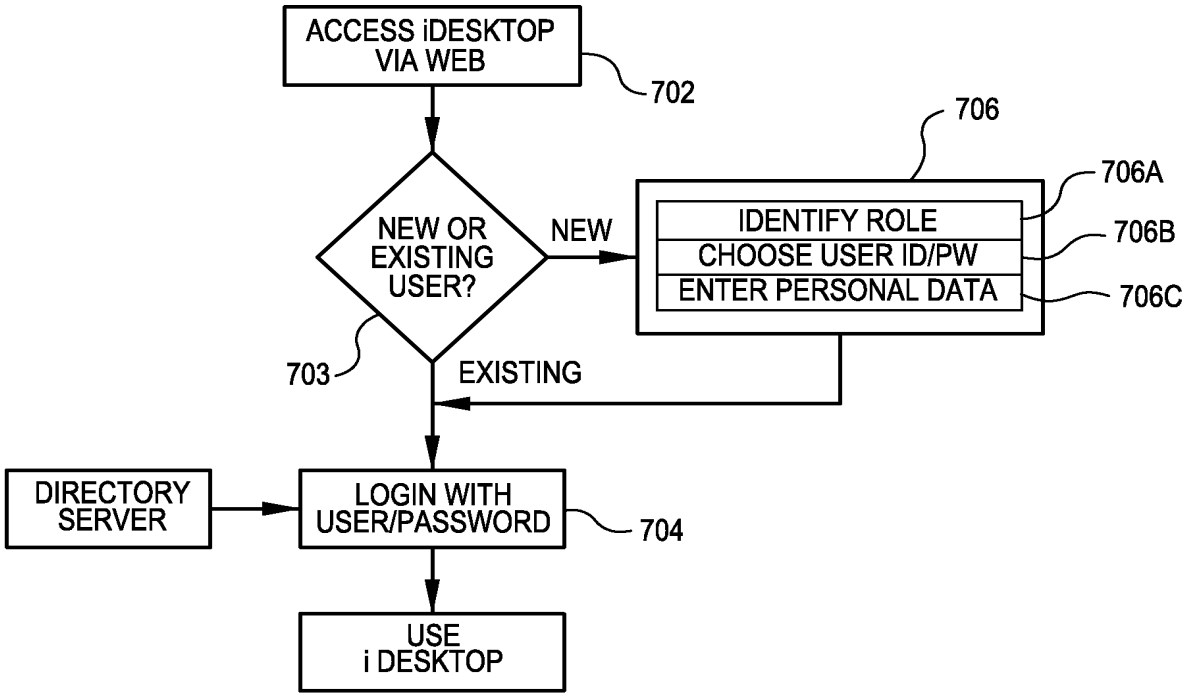 ACCESS iDESKTOP
VIA WEB
702
706
706A
NEW OR
EXISTING
USER?
NEW
IDENTIFY ROLE
CHOOSE USER ID/PW
706B
ENTER PERSONAL DATA
706C
703
EXISTING
DIRECTORY
SERVER
LOGIN WITH
USER/PASSWORD
704
USE
i DESKTOP